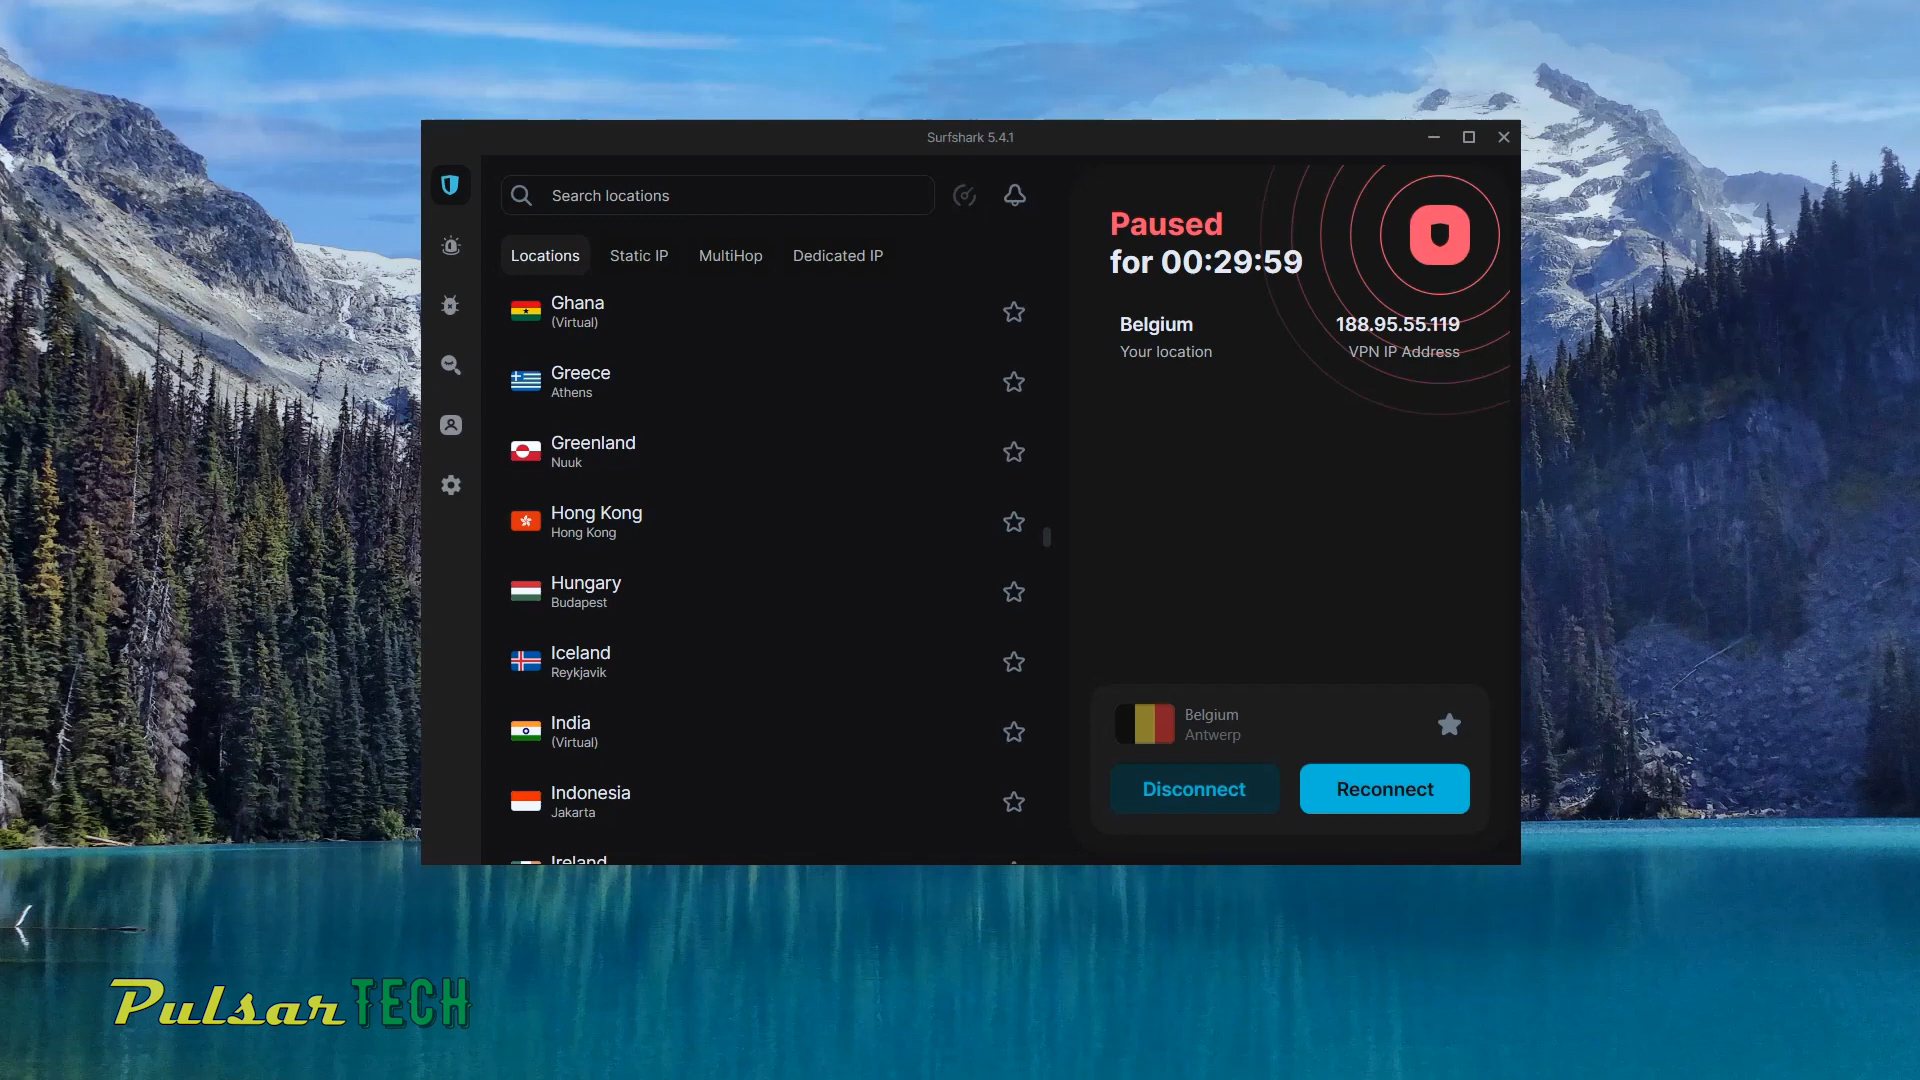 Surfshark 5.4.1
Search locations
Locations
Static IP
MultiHop
Dedicated IP
Ghana
(Virtual)
Greece
Athens
Greenland
Nuuk
Hong Kong
Hong Kong
Hungary
Budapest
Iceland
Reykjavik
India
(Virtual)
Indonesia
Jakarta
Ireland
Paused
for 00:29:59
Belgium
188.95.55.119
Your location
VPN IP Address
Belgium
Antwerp
Disconnect
Reconnect
Pulsar TECH